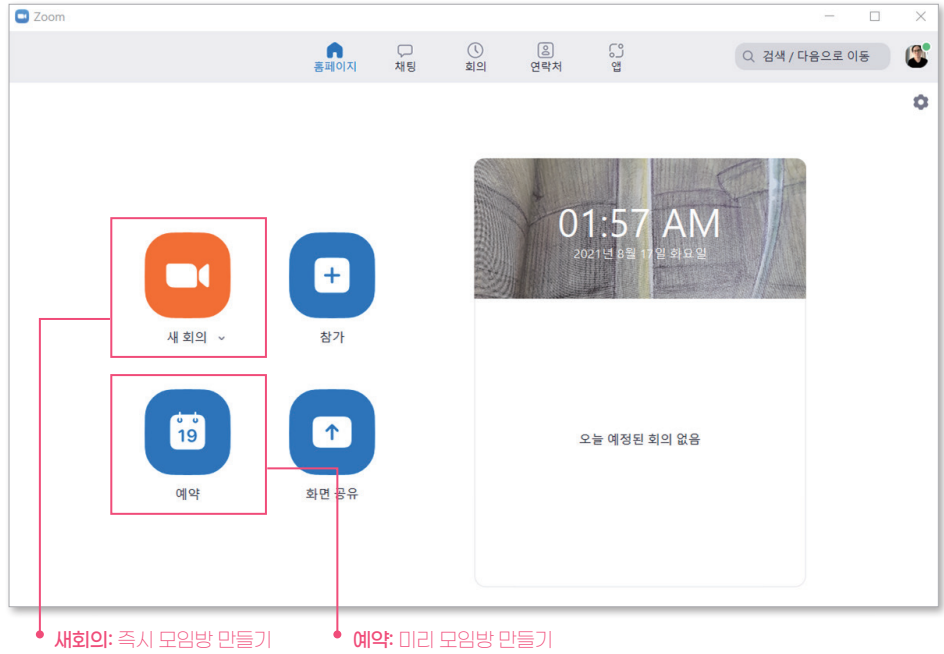 Zoom
홈페이지 채팅 회의 연락처 앱 검색 / 다음으로 이동
01:57 AM
2021년 8월 17일 화요일
새 회의 참가
19
예약 화면 공유
오늘 예정된 회의 없음
새회의: 즉시 모임방 만들기 예약: 미리 모임방 만들기